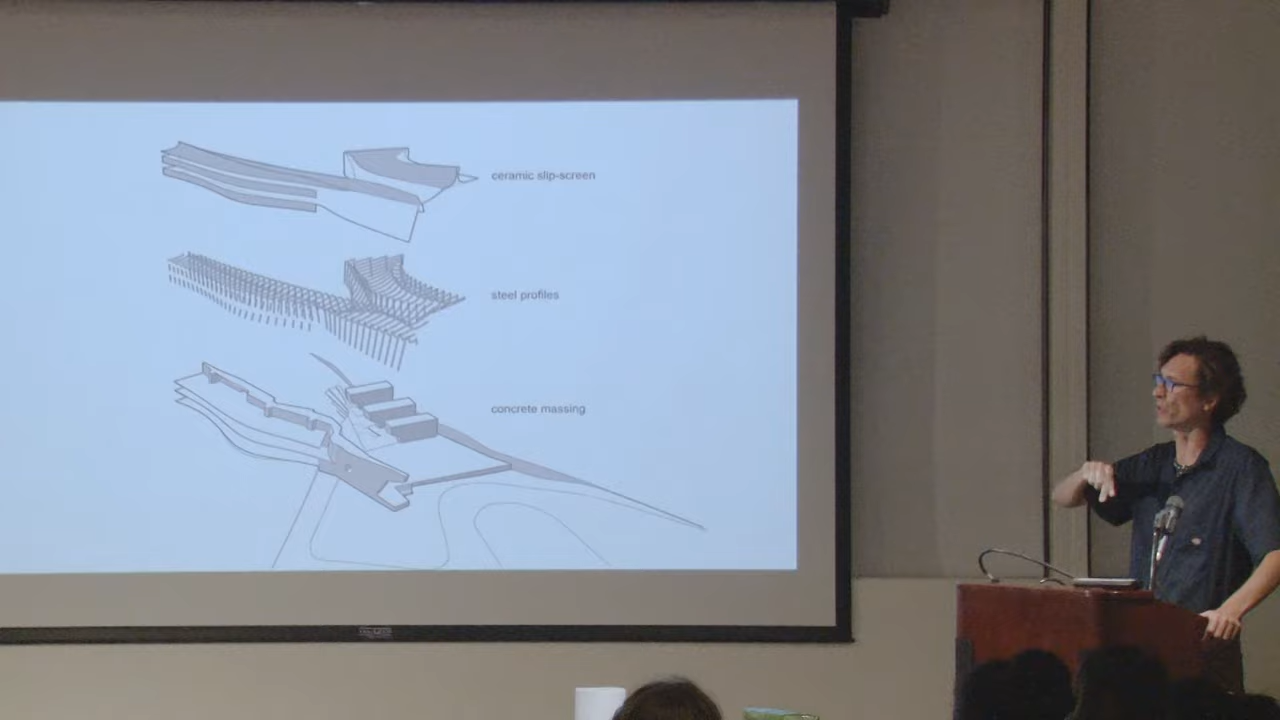 ceramic slip-screen
steel profiles
concrete massing